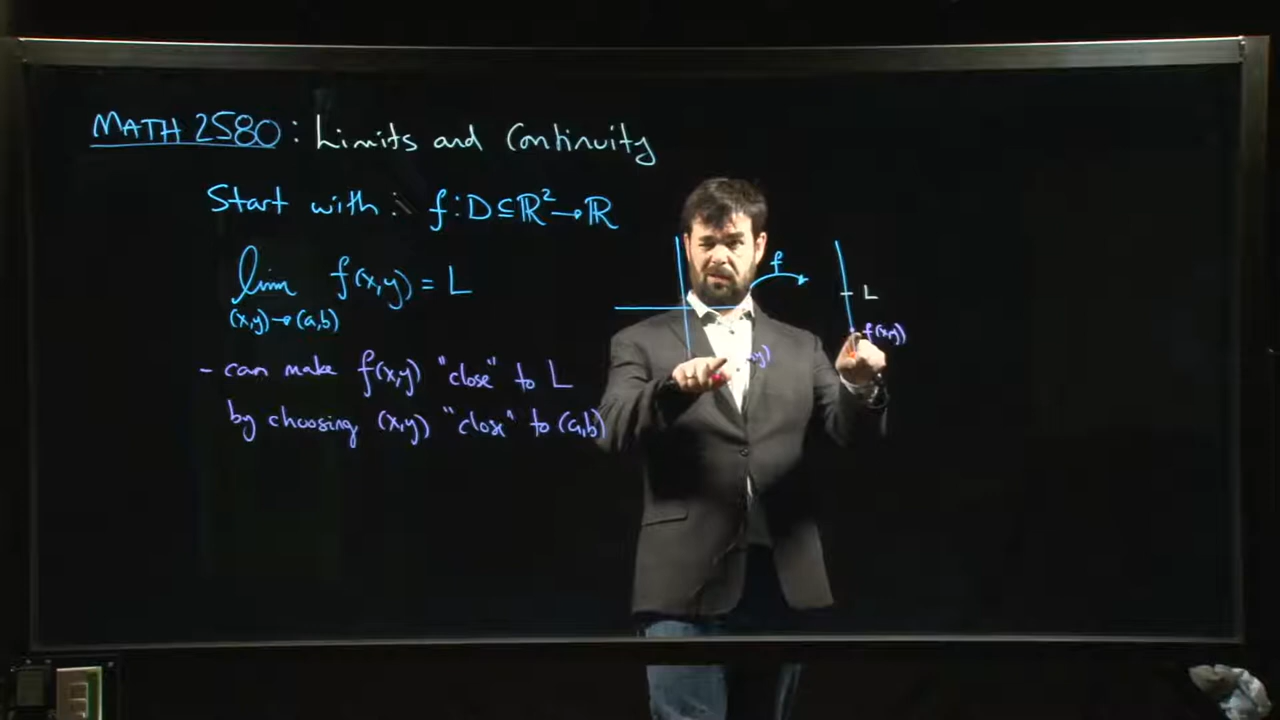 MATH 2580: Limits and Continuity
Start with: f: D ⊆ ℝ² → ℝ
lim f(x,y) = L
(x,y)→(a,b)
- can make f(x,y) "close" to L
by choosing (x,y) "close" to (a,b)
f
L
f(x,y)
y)